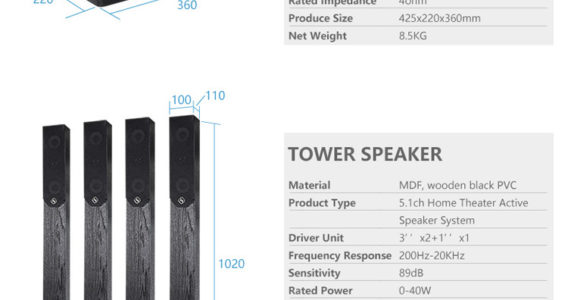 220
360
Rated Impedance 4ohm
Produce Size 425x220x360mm
Net Weight 8.5KG
100
110
1020
TOWER SPEAKER
Material MDF, wooden black PVC
Product Type 5.1ch Home Theater Active
Speaker System
Driver Unit 3’ ’ x2+1’ ’ x1
Frequency Response 200Hz-20KHz
Sensitivity 89dB
Rated Power 0-40W